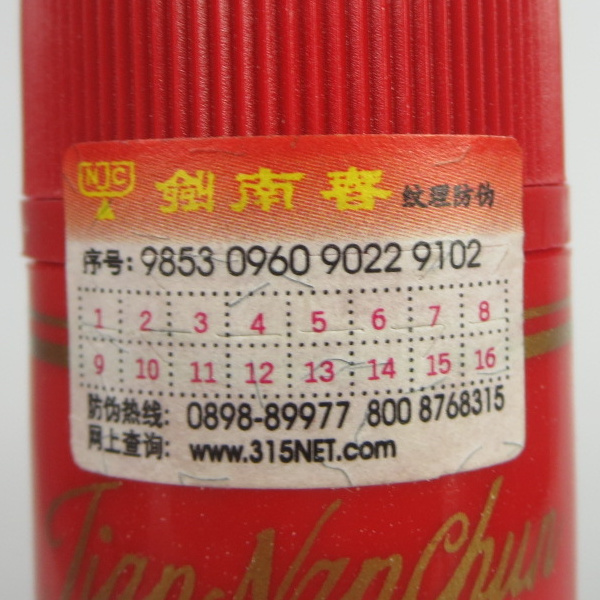 NJC 剑南春 纹理防伪
序号: 9853 0960 9022 9102
1 2 3 4 5 6 7 8
9 10 11 12 13 14 15 16
防伪热线: 0898-89977 800 8768315
网上查询: www.315NET.com
Jian Nan Chun